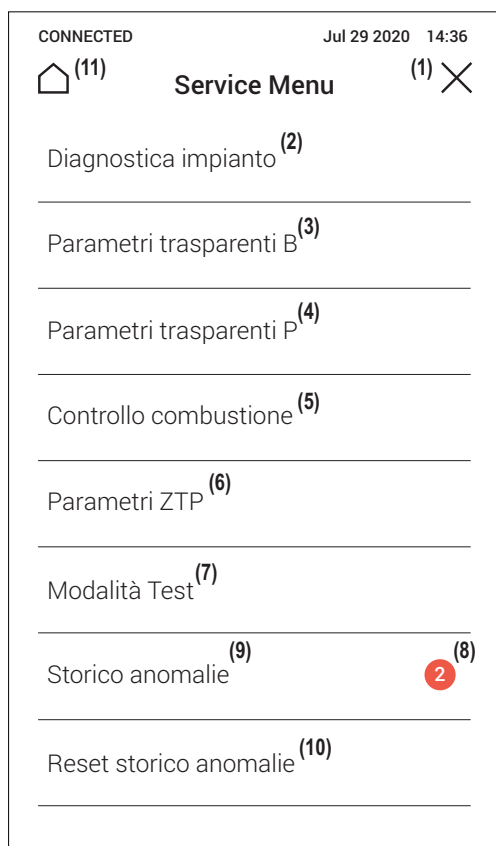 CONNECTED Jul 29 2020 14:36
(11) Service Menu (1)
Diagnostica impianto (2)
Parametri trasparenti B (3)
Parametri trasparenti P (4)
Controllo combustione (5)
Parametri ZTP (6)
Modalità Test (7)
Storico anomalie (9) 2 (8)
Reset storico anomalie (10)